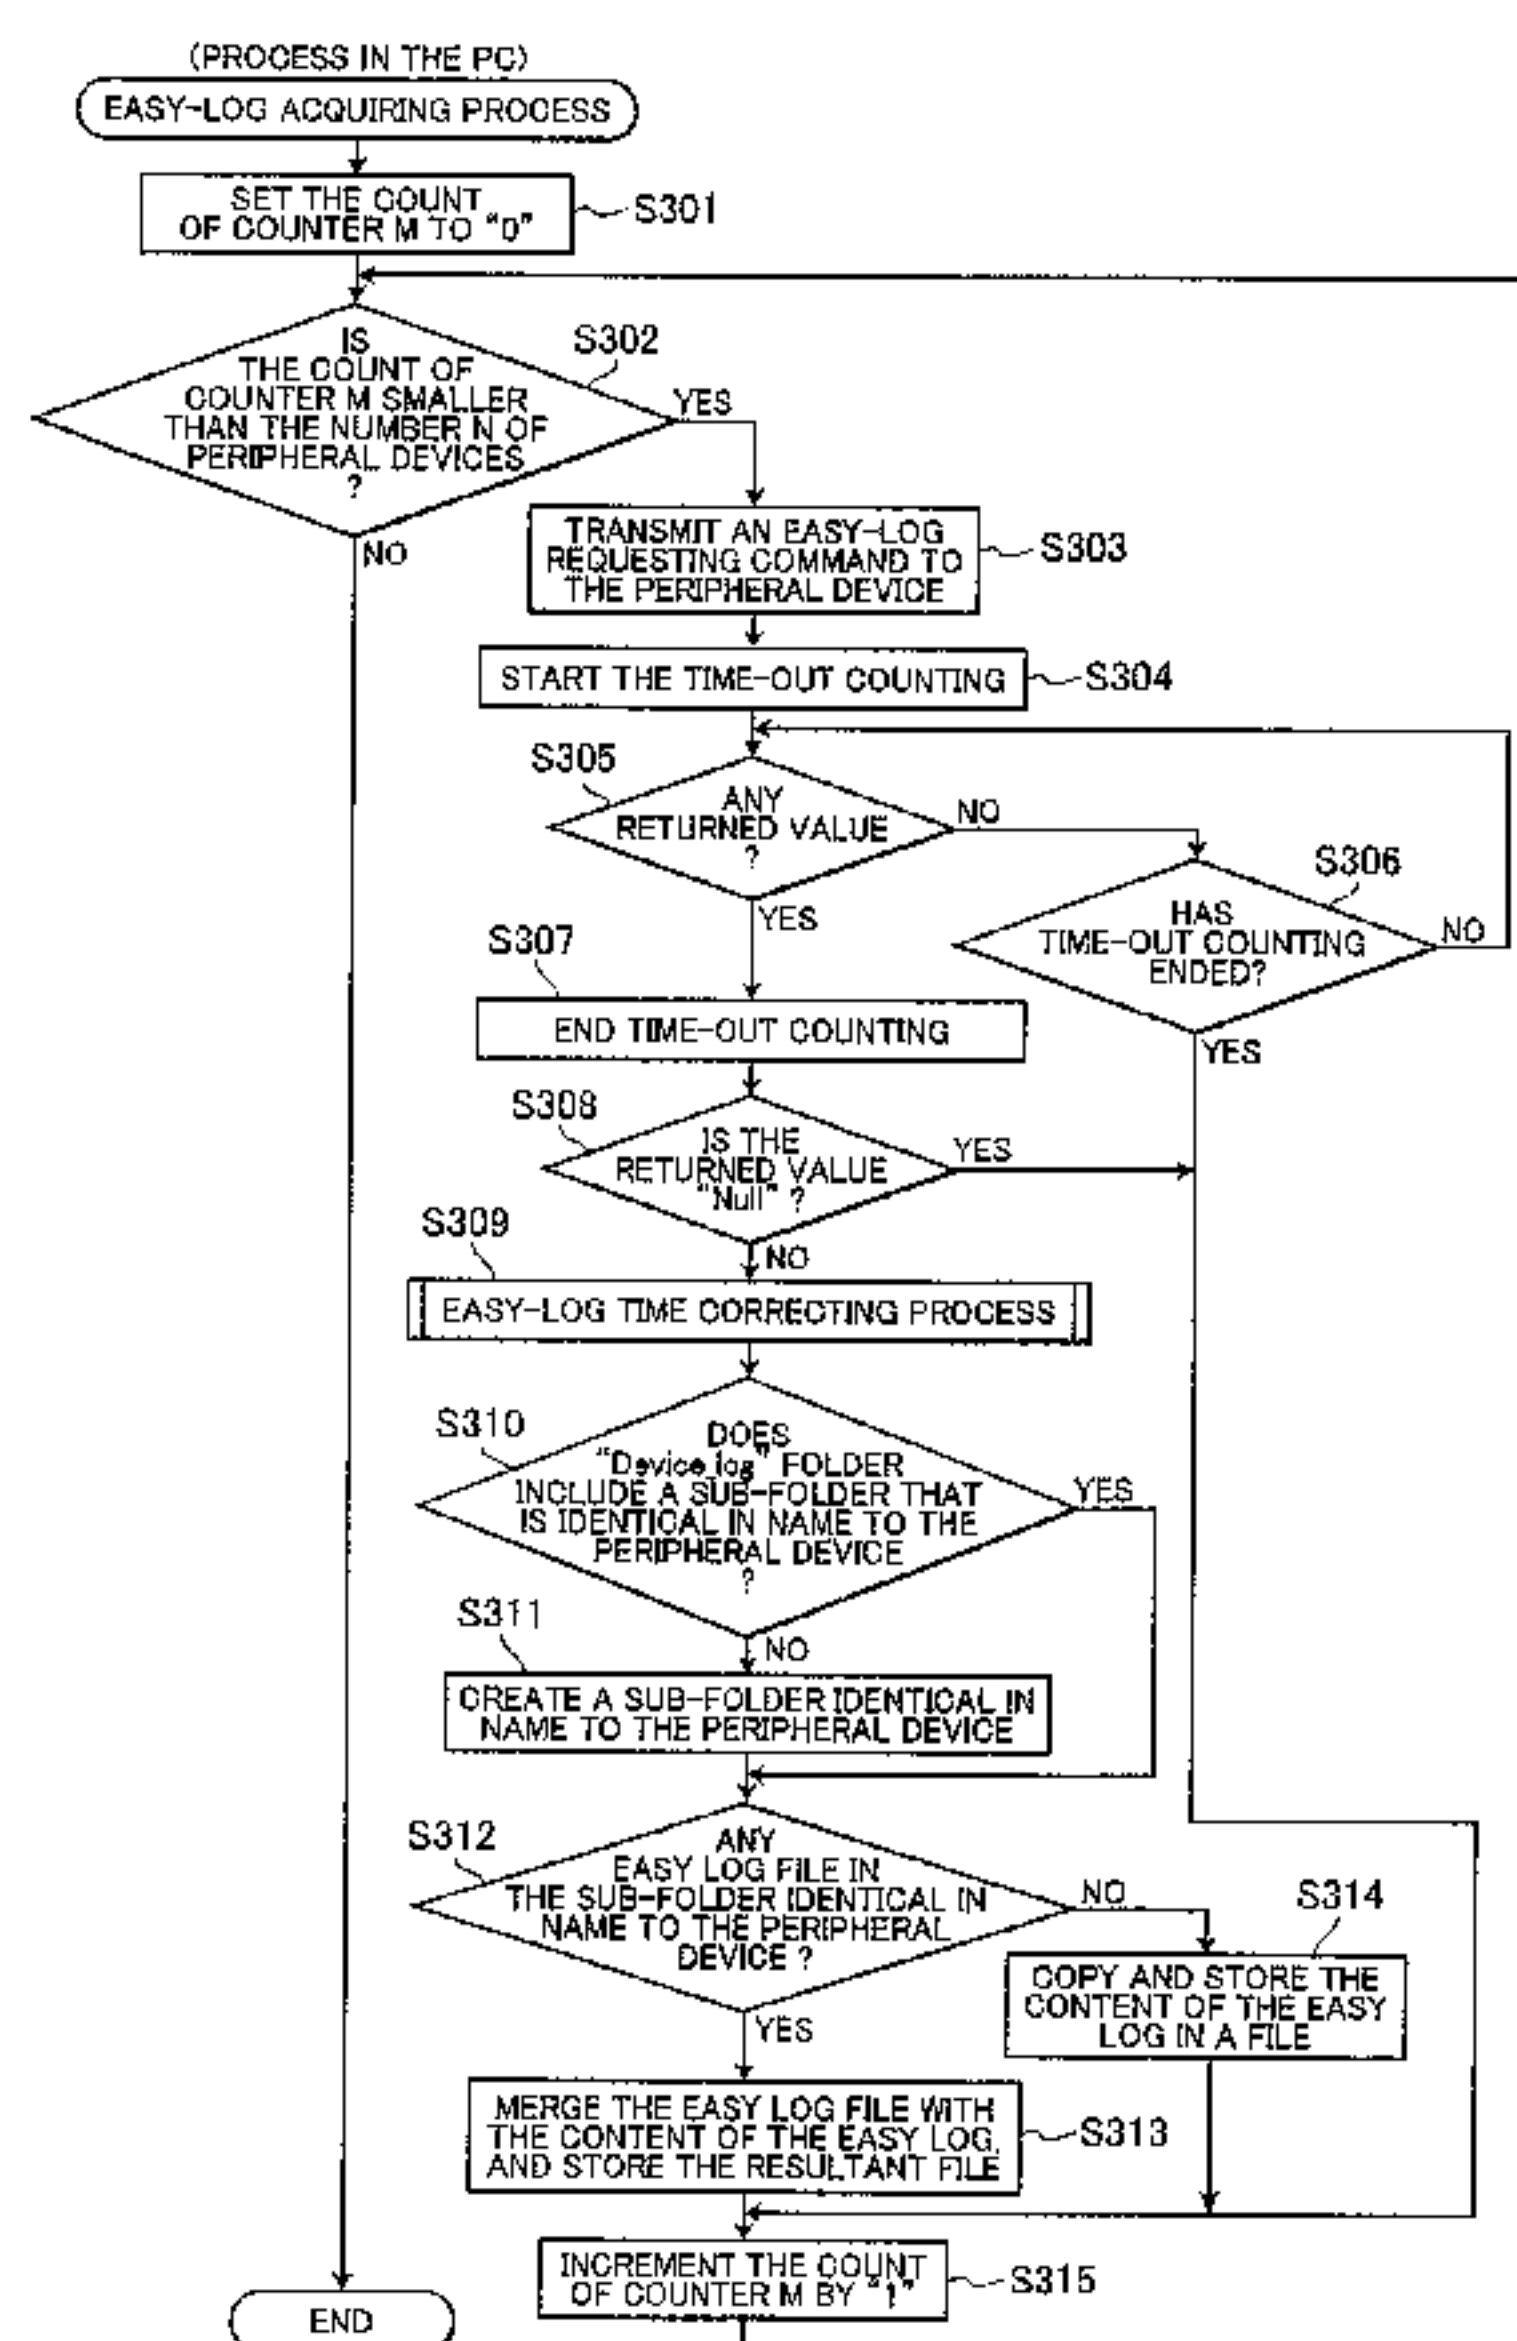 (PROCESS IN THE PC)
EASY-LOG ACQUIRING PROCESS
SET THE COUNT
OF COUNTER M TO "0"
S301
IS
THE COUNT OF
COUNTER M SMALLER
THAN THE NUMBER N OF
PERIPHERAL DEVICES
?
S302
YES
NO
TRANSMIT AN EASY-LOG
REQUESTING COMMAND TO
THE PERIPHERAL DEVICE
S303
START THE TIME-OUT COUNTING
S304
S305
ANY
RETURNED VALUE
?
NO
YES
S306
HAS
TIME-OUT COUNTING
ENDED?
NO
YES
S307
END TIME-OUT COUNTING
S308
IS THE
RETURNED VALUE
"Null" ?
YES
NO
S309
EASY-LOG TIME CORRECTING PROCESS
S310
DOES
"Device_log" FOLDER
INCLUDE A SUB-FOLDER THAT
IS IDENTICAL IN NAME TO THE
PERIPHERAL DEVICE
?
YES
NO
S311
CREATE A SUB-FOLDER IDENTICAL IN
NAME TO THE PERIPHERAL DEVICE
S312
ANY
EASY LOG FILE IN
THE SUB-FOLDER IDENTICAL IN
NAME TO THE PERIPHERAL
DEVICE ?
NO
YES
S314
COPY AND STORE THE
CONTENT OF THE EASY
LOG IN A FILE
MERGE THE EASY LOG FILE WITH
THE CONTENT OF THE EASY LOG,
AND STORE THE RESULTANT FILE
S313
INCREMENT THE COUNT
OF COUNTER M BY "1"
S315
END